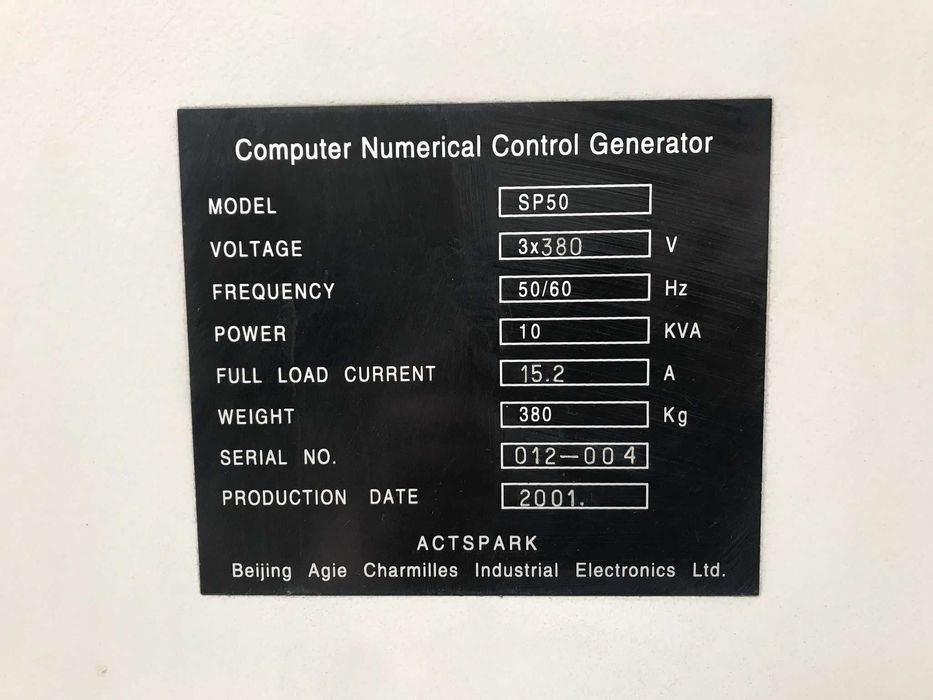 Computer Numerical Control Generator
MODEL SP50
VOLTAGE 3x380 V
FREQUENCY 50/60 Hz
POWER 10 KVA
FULL LOAD CURRENT 15.2 A
WEIGHT 380 Kg
SERIAL NO. 012-004
PRODUCTION DATE 2001.
ACTSPARK
Beijing Agie Charmilles Industrial Electronics Ltd.